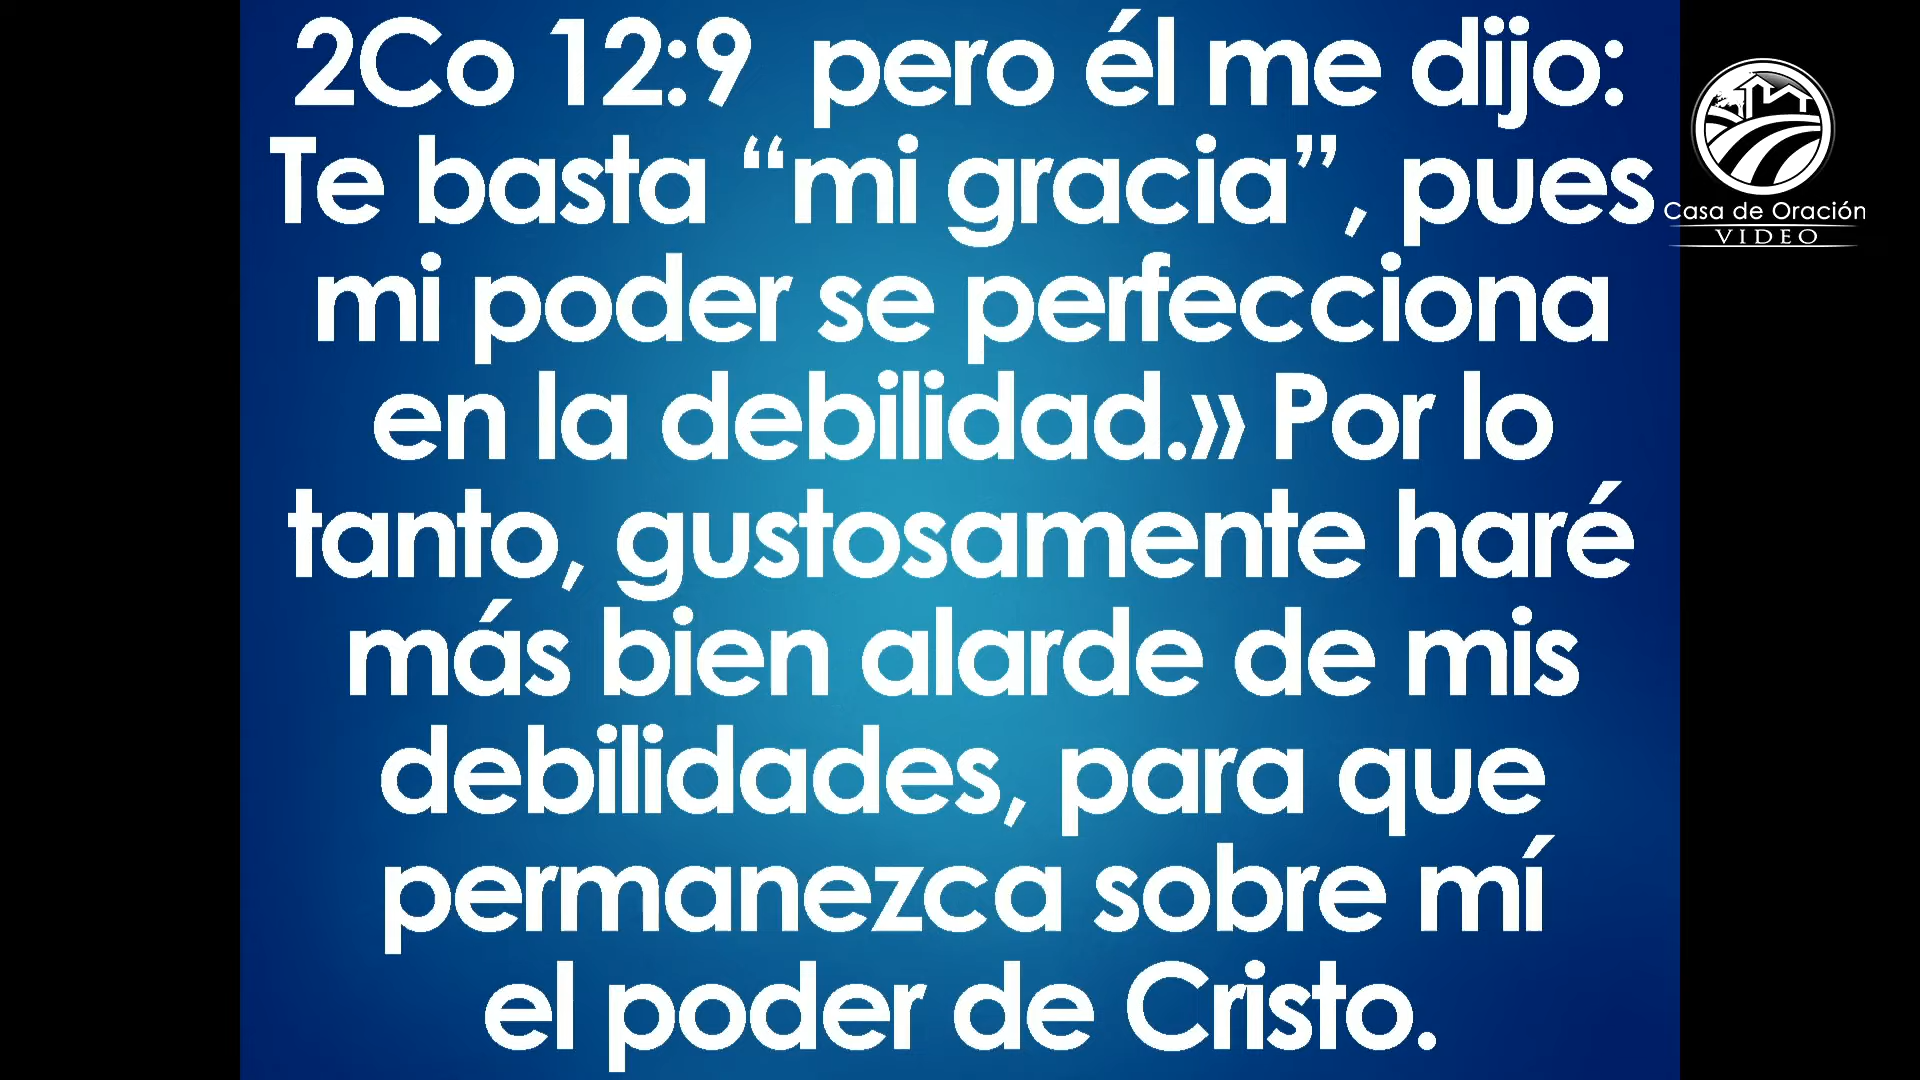 2Co 12:9  pero él me dijo:
Te basta “mi gracia”, pues
mi poder se perfecciona
en la debilidad.» Por lo
tanto, gustosamente haré
más bien alarde de mis
debilidades, para que
permanezca sobre mí
el poder de Cristo.
Casa de Oración
VIDEO